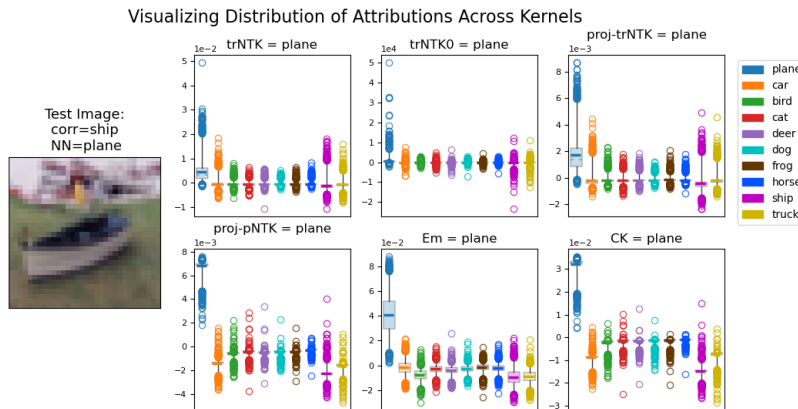 Visualizing Distribution of Attributions Across Kernels
Test Image:
corr=ship
NN=plane
trNTK = plane
1e−2
5
4
3
2
1
0
−1
trNTK0 = plane
1e4
5
4
3
2
1
0
−1
−2
proj-trNTK = plane
1e−3
8
6
4
2
0
−2
plane
car
bird
cat
deer
dog
frog
horse
ship
truck
proj-pNTK = plane
1e−3
8
6
4
2
0
−2
−4
Em = plane
1e−2
8
6
4
2
0
−2
CK = plane
1e−2
3
2
1
0
−1
−2
−3